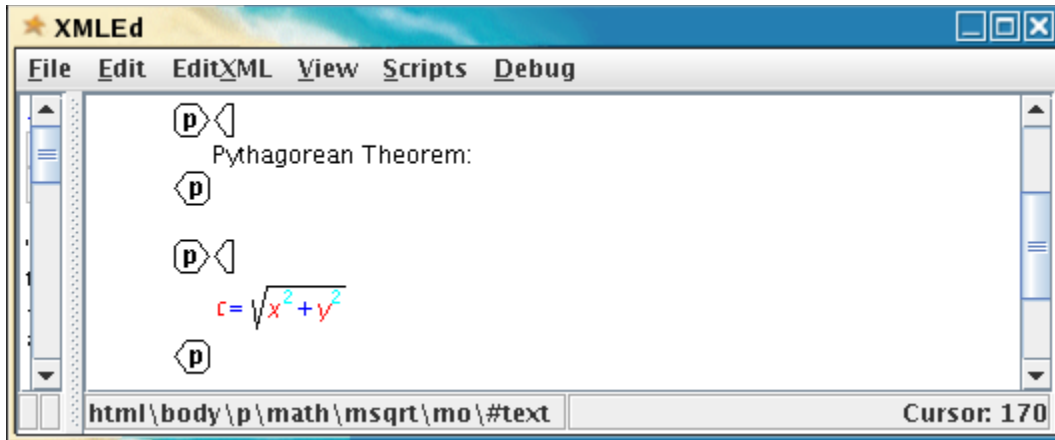 XMLEd
File Edit EditXML View Scripts Debug
p
Pythagorean Theorem:
p
p
c = √x² + y²
p
html\body\p\math\msqrt\mo\#text Cursor: 170